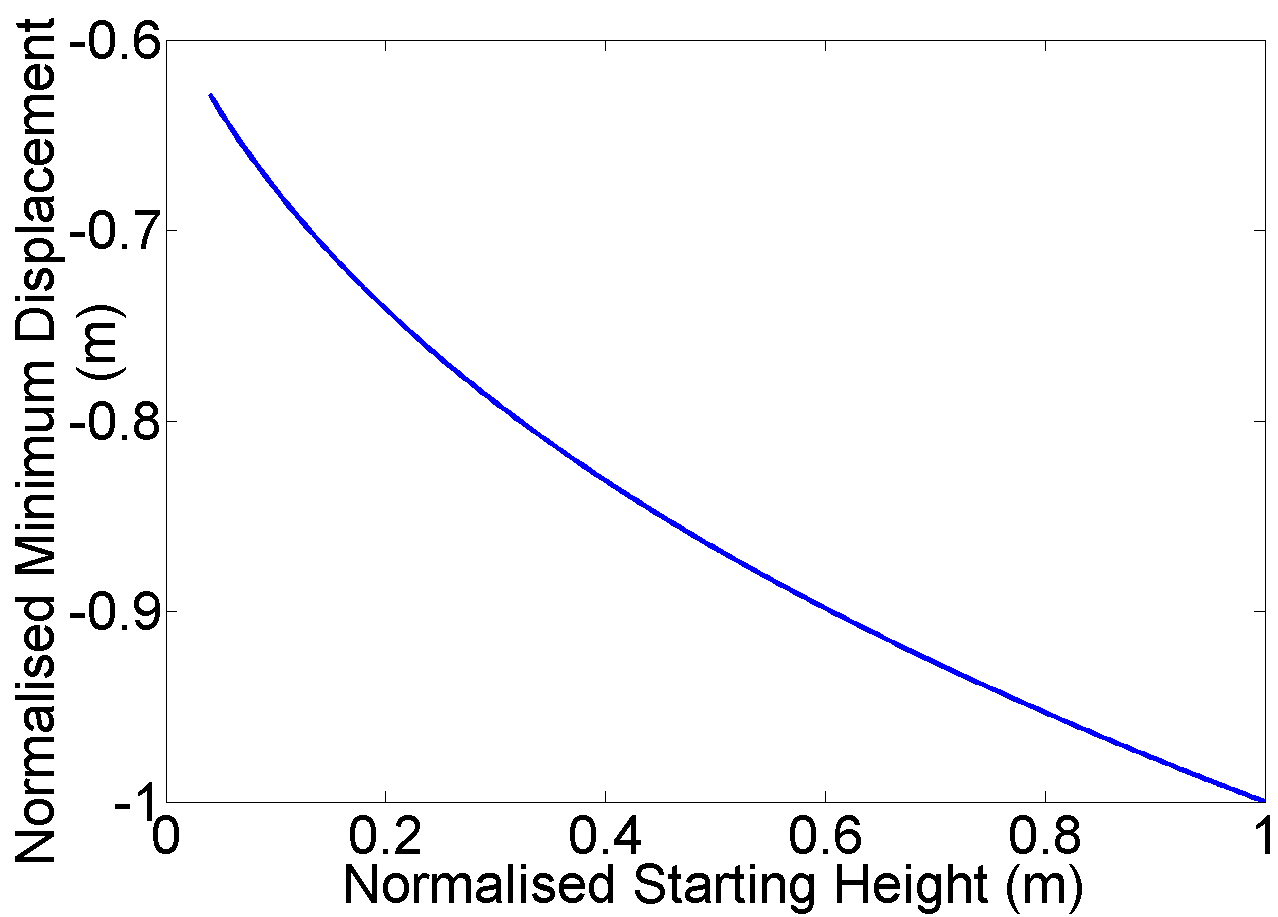 Normalised Minimum Displacement
(m)
-0.6
-0.7
-0.8
-0.9
-1
0 0.2 0.4 0.6 0.8 1
Normalised Starting Height (m)